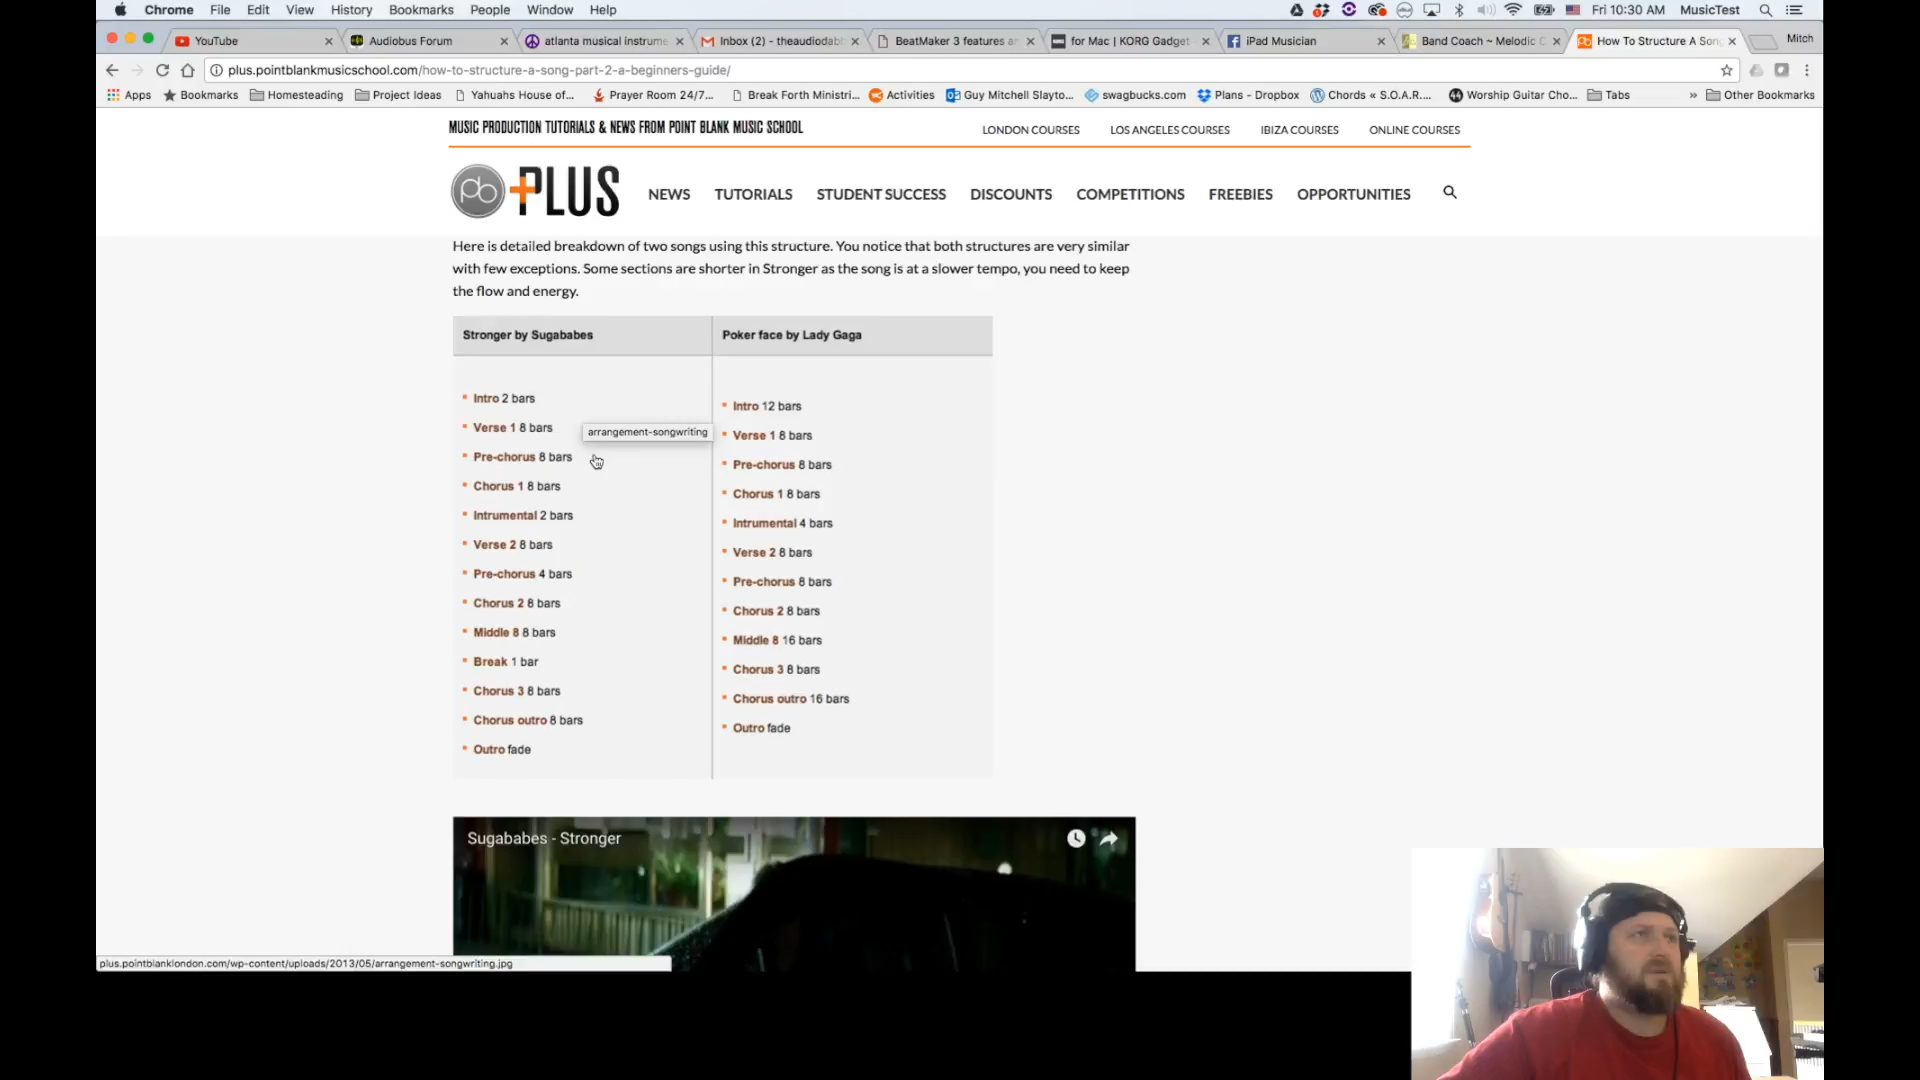 Chrome File Edit View History Bookmarks People Window Help Fri 10:30 AM MusicTest
YouTube Audiobus Forum atlanta musical instrume Inbox (2) - theaudiodabl BeatMaker 3 features a for Mac | KORG Gadget - iPad Musician Band Coach ~ Melodic C How To Structure A Son Mitch
plus.pointblankmusicschool.com/how-to-structure-a-song-part-2-a-beginners-guide/
Apps Bookmarks Homesteading Project Ideas Yahuahs House of... Prayer Room 24/7... Break Forth Ministri... Activities Guy Mitchell Slayto... swagbucks.com Plans - Dropbox Chords « S.O.A.R.... Worship Guitar Cho... Tabs » Other Bookmarks
MUSIC PRODUCTION TUTORIALS & NEWS FROM POINT BLANK MUSIC SCHOOL
LONDON COURSES LOS ANGELES COURSES IBIZA COURSES ONLINE COURSES
pb +PLUS
NEWS TUTORIALS STUDENT SUCCESS DISCOUNTS COMPETITIONS FREEBIES OPPORTUNITIES
Here is detailed breakdown of two songs using this structure. You notice that both structures are very similar
with few exceptions. Some sections are shorter in Stronger as the song is at a slower tempo, you need to keep
the flow and energy.
Stronger by Sugababes
Intro 2 bars
Verse 1 8 bars
Pre-chorus 8 bars
Chorus 1 8 bars
Intrumental 2 bars
Verse 2 8 bars
Pre-chorus 4 bars
Chorus 2 8 bars
Middle 8 8 bars
Break 1 bar
Chorus 3 8 bars
Chorus outro 8 bars
Outro fade
arrangement-songwriting
Poker face by Lady Gaga
Intro 12 bars
Verse 1 8 bars
Pre-chorus 8 bars
Chorus 1 8 bars
Intrumental 4 bars
Verse 2 8 bars
Pre-chorus 8 bars
Chorus 2 8 bars
Middle 8 16 bars
Chorus 3 8 bars
Chorus outro 16 bars
Outro fade
Sugababes - Stronger
plus.pointblanklondon.com/wp-content/uploads/2013/05/arrangement-songwriting.jpg